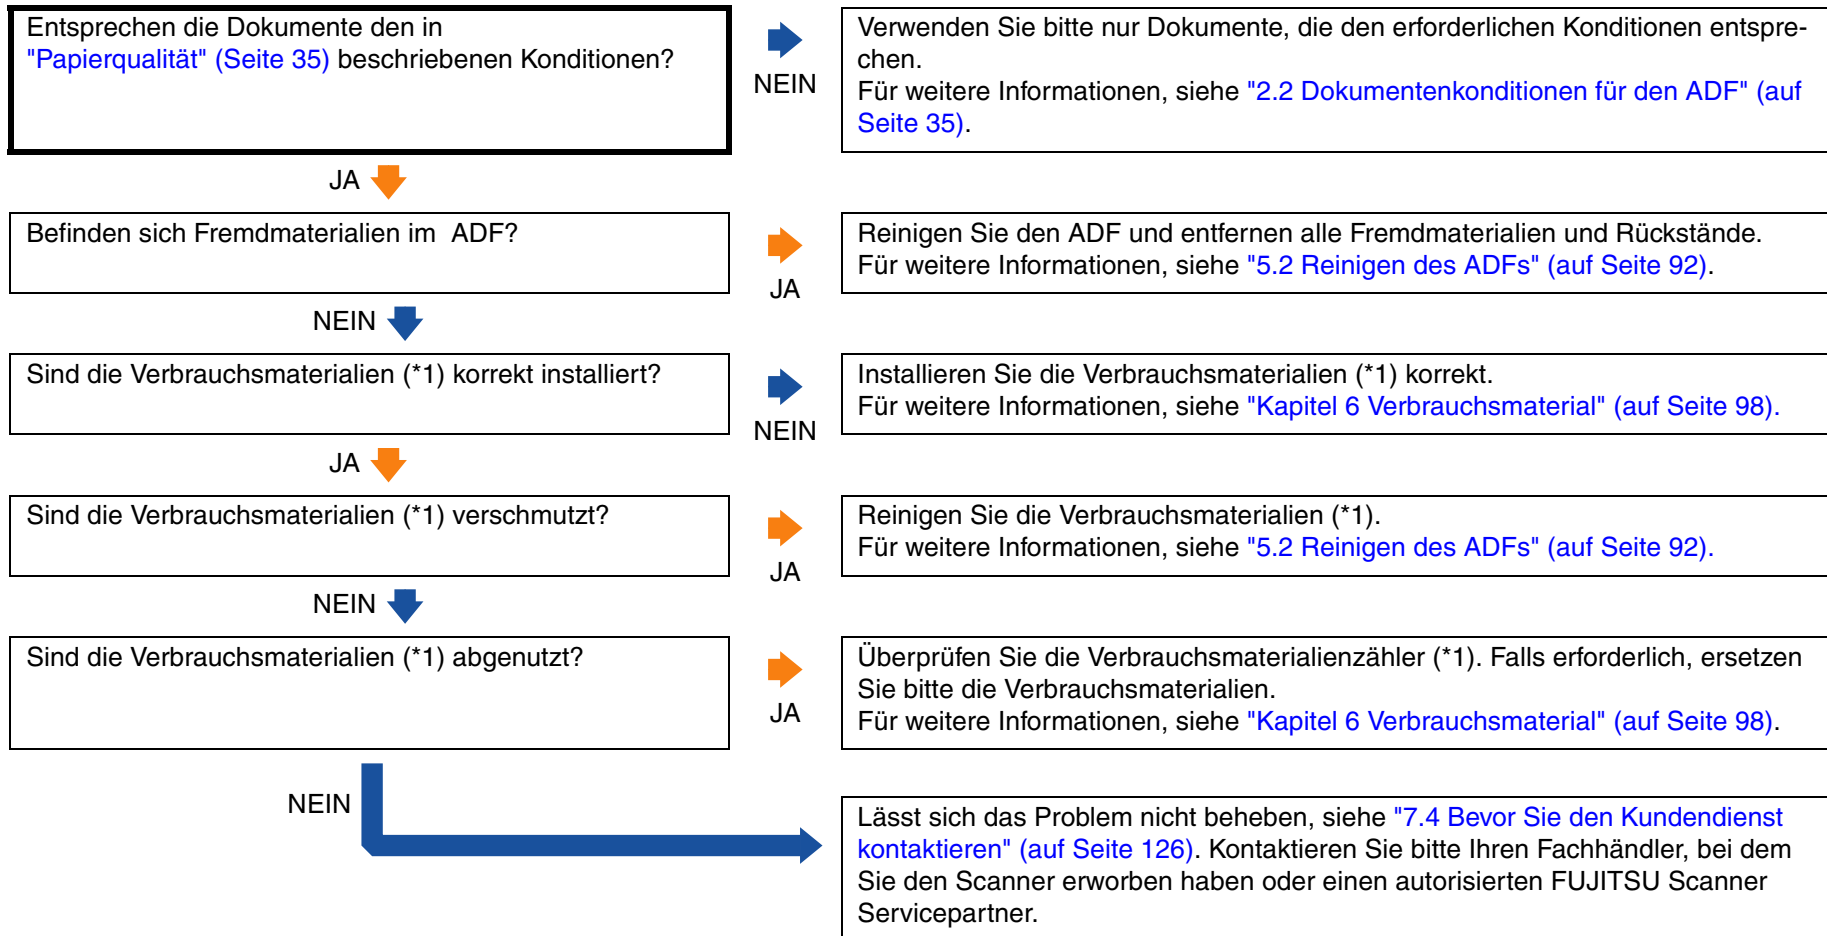 Entsprechen die Dokumente den in
"Papierqualität" (Seite 35) beschriebenen Konditionen?
NEIN
Verwenden Sie bitte nur Dokumente, die den erforderlichen Konditionen entspre-
chen.
Für weitere Informationen, siehe "2.2 Dokumentenkonditionen für den ADF" (auf
Seite 35).
JA
Befinden sich Fremdmaterialien im ADF?
JA
Reinigen Sie den ADF und entfernen alle Fremdmaterialien und Rückstände.
Für weitere Informationen, siehe "5.2 Reinigen des ADFs" (auf Seite 92).
NEIN
Sind die Verbrauchsmaterialien (*1) korrekt installiert?
NEIN
Installieren Sie die Verbrauchsmaterialien (*1) korrekt.
Für weitere Informationen, siehe "Kapitel 6 Verbrauchsmaterial" (auf Seite 98).
JA
Sind die Verbrauchsmaterialien (*1) verschmutzt?
JA
Reinigen Sie die Verbrauchsmaterialien (*1).
Für weitere Informationen, siehe "5.2 Reinigen des ADFs" (auf Seite 92).
NEIN
Sind die Verbrauchsmaterialien (*1) abgenutzt?
JA
Überprüfen Sie die Verbrauchsmaterialienzähler (*1). Falls erforderlich, ersetzen
Sie bitte die Verbrauchsmaterialien.
Für weitere Informationen, siehe "Kapitel 6 Verbrauchsmaterial" (auf Seite 98).
NEIN
Lässt sich das Problem nicht beheben, siehe "7.4 Bevor Sie den Kundendienst
kontaktieren" (auf Seite 126). Kontaktieren Sie bitte Ihren Fachhändler, bei dem
Sie den Scanner erworben haben oder einen autorisierten FUJITSU Scanner
Servicepartner.